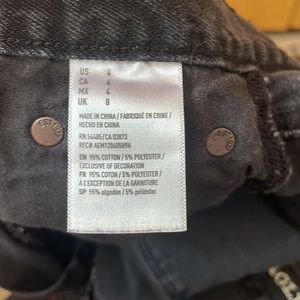 US 4
CA 4
MX 4
UK 8
MADE IN CHINA / FABRIQUÉ EN CHINE /
HECHO EN CHINA
RN 54485/CA 03873
RFC# AEM1206059U9A
EN 95% COTTON / 5% POLYESTER /
EXCLUSIVE OF DECORATION
FR 95% COTON / 5% POLYESTER /
À L'EXCEPTION DE LA GARNITURE
SP 95% algodón / 5% poliéster